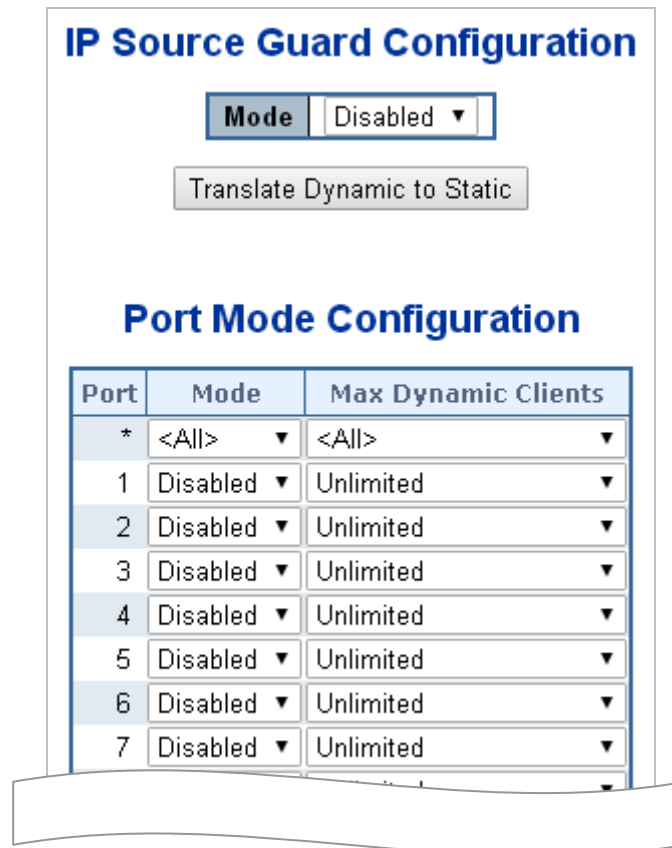 IP Source Guard Configuration
Mode Disabled
Translate Dynamic to Static
Port Mode Configuration
Port Mode Max Dynamic Clients
* <All> <All>
1 Disabled Unlimited
2 Disabled Unlimited
3 Disabled Unlimited
4 Disabled Unlimited
5 Disabled Unlimited
6 Disabled Unlimited
7 Disabled Unlimited